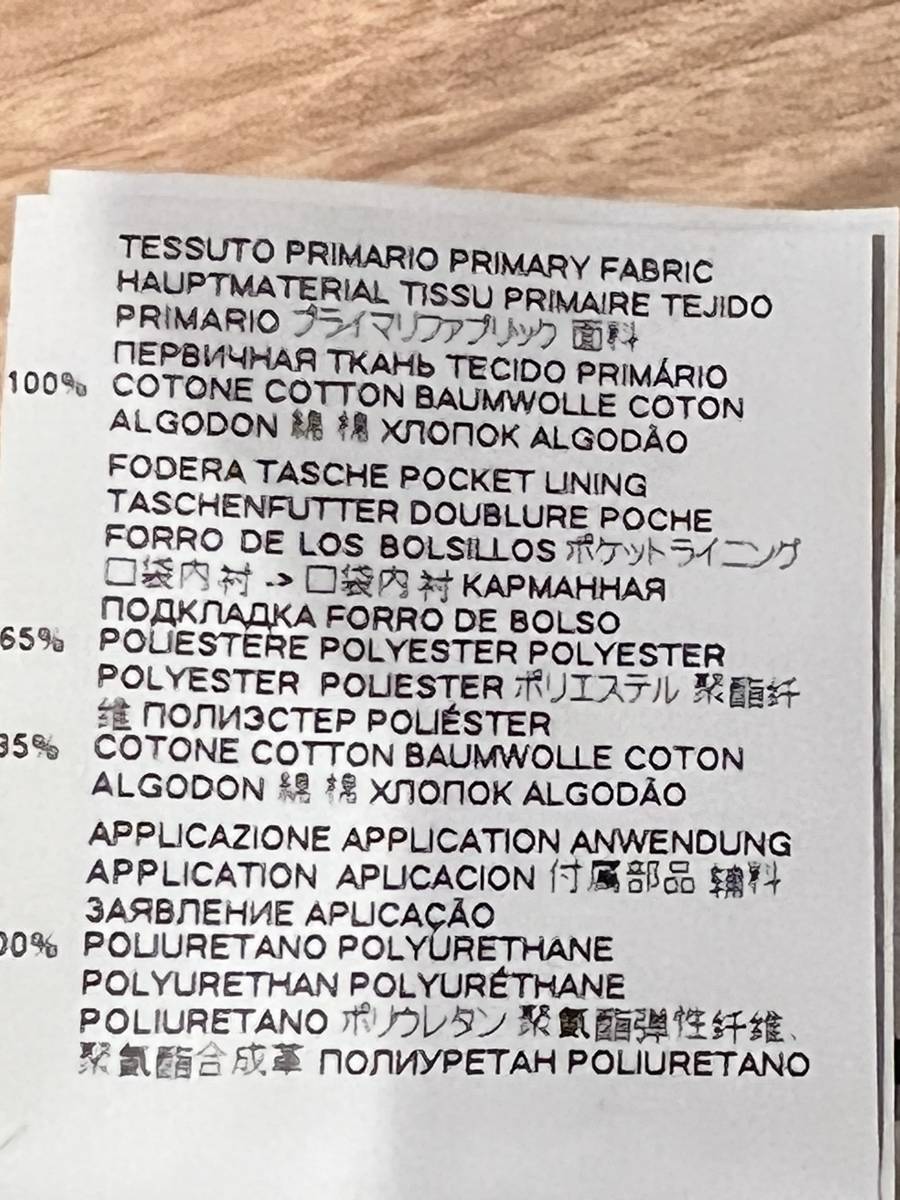 TESSUTO PRIMARIO PRIMARY FABRIC
HAUPTMATERIAL TISSU PRIMAIRE TEJIDO
PRIMARIO プライマリファブリック 面料
ПЕРВИЧНАЯ ТКАНЬ TECIDO PRIMÁRIO
100% COTONE COTTON BAUMWOLLE COTON
ALGODON 綿 棉 ХЛОПОК ALGODÃO
FODERA TASCHE POCKET LINING
TASCHENFUTTER DOUBLURE POCHE
FORRO DE LOS BOLSILLOS ポケットライニング
口袋内衬 -> 口袋内衬 КАРМАННАЯ
ПОДКЛАДКА FORRO DE BOLSO
65% POLIESTERE POLYESTER POLYESTER
POLYESTER POLIESTER ポリエステル 聚酯纤
维 ПОЛИЭСТЕР POLIÉSTER
35% COTONE COTTON BAUMWOLLE COTON
ALGODON 綿 棉 ХЛОПОК ALGODÃO
APPLICAZIONE APPLICATION ANWENDUNG
APPLICATION APLICACION 付属部品 辅料
ЗАЯВЛЕНИЕ APLICAÇÃO
00% POLIURETANO POLYURETHANE
POLYURETHAN POLYURÉTHANE
POLIURETANO ポリウレタン 聚氨酯弹性纤维、
聚氨酯合成革 ПОЛИУРЕТАН POLIURETANO